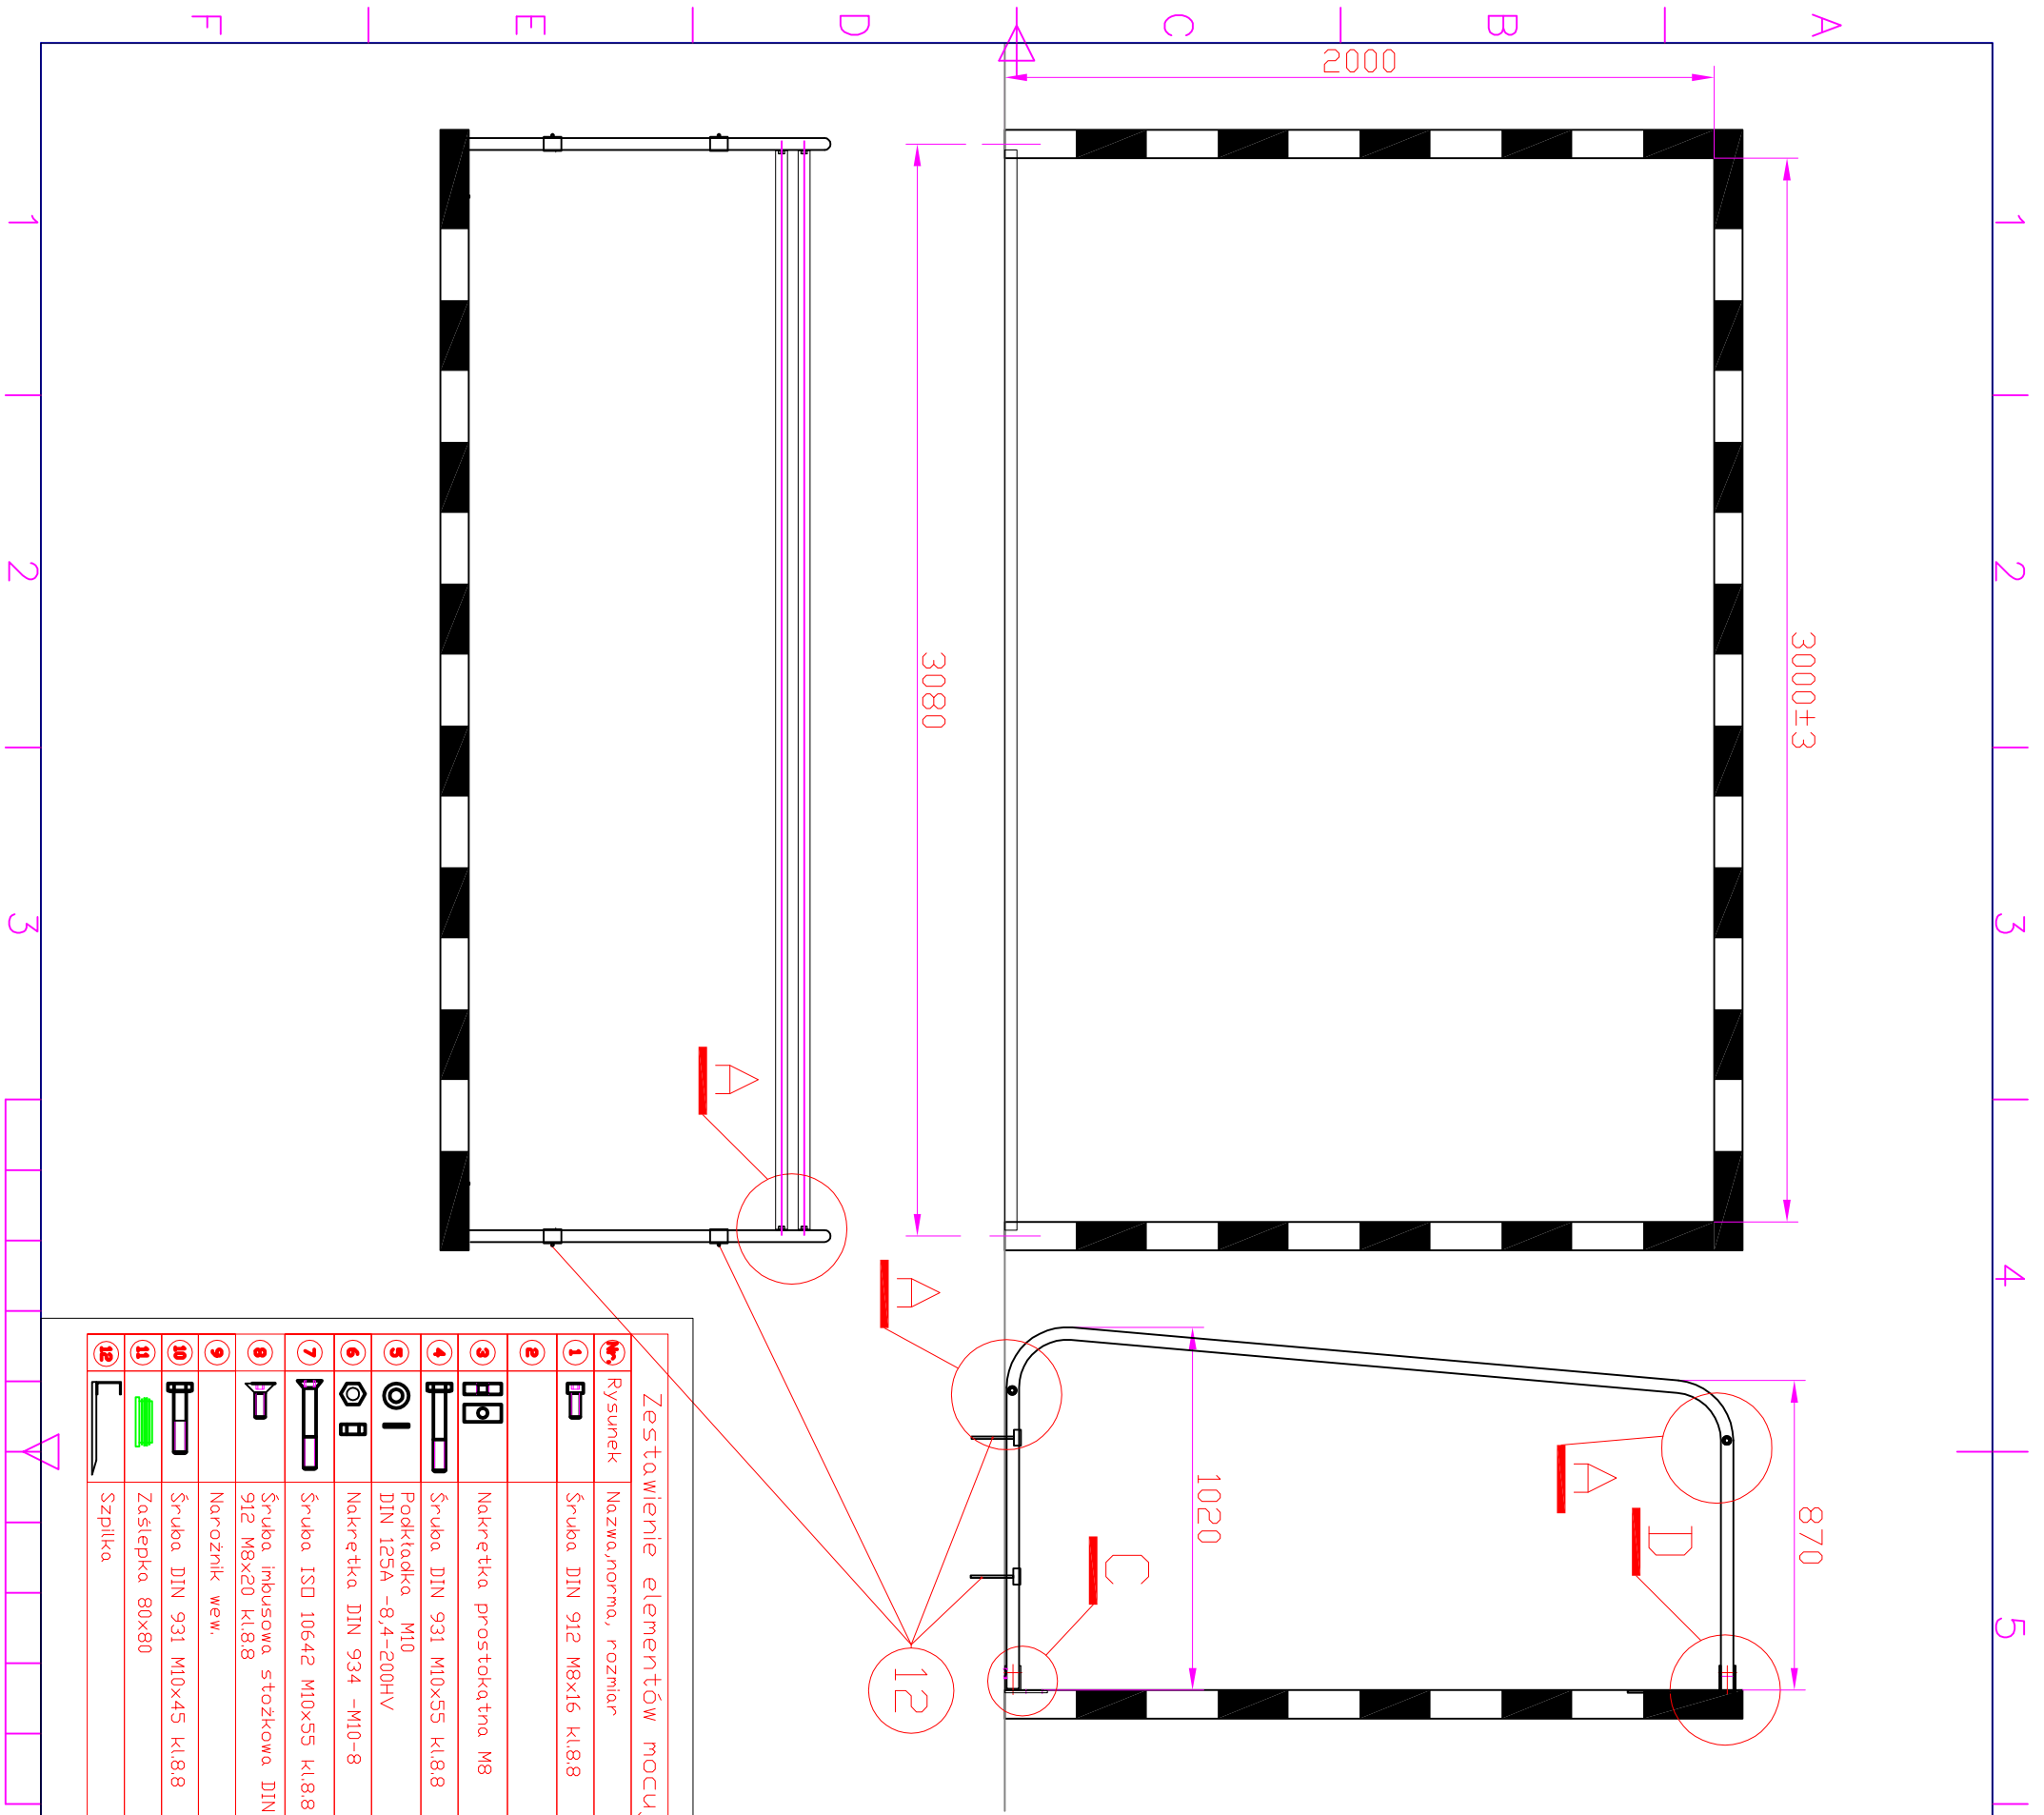 A
B
C
D
E
F
1
2
3
4
5
1
2
3
2000
3000±3
3080
870
1020
A
A
A
D
C
12
Zestawienie elementów mocu
Nr. Rysunek Nazwa,norma, rozmiar
1 Śruba DIN 912 M8x16 kl.8.8
2
3 Nakrętka prostokątna M8
4 Śruba DIN 931 M10x55 kl.8.8
5 Podkładka M10
DIN 125A -8,4-200HV
6 Nakrętka DIN 934 -M10-8
7 Śruba ISO 10642 M10x55 kl.8.8
8 Śruba imbusowa stożkowa DIN
912 M8x20 kl.8.8
9 Narożnik wew.
10 Śruba DIN 931 M10x45 kl.8.8
11 Zaślepka 80x80
12 Szpilka